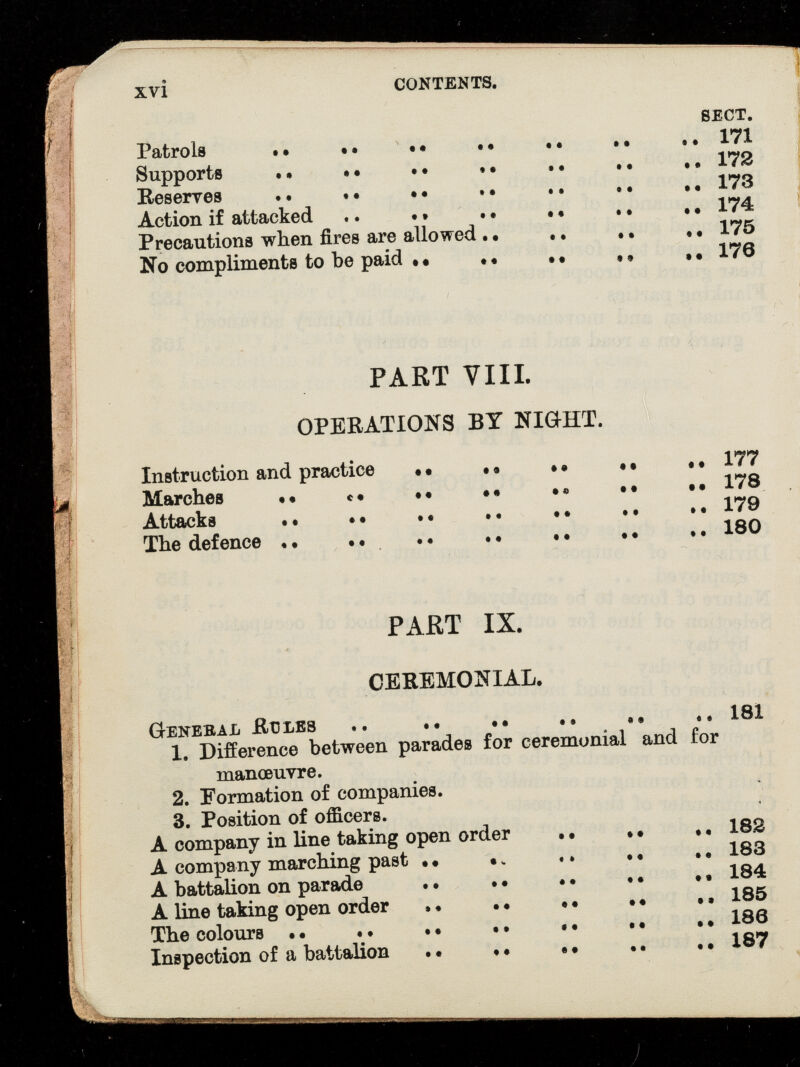 xvi CONTENTS.
SECT.
Patrols .. .. .. .. .. .. .. 171
Supports .. .. .. .. .. .. .. 172
Reserves .. .. .. .. .. .. .. 173
Action if attacked .. .. .. .. .. .. 174
Precautions when fires are allowed .. .. .. .. 175
No compliments to be paid .. .. .. .. .. 176
PART VIII.
OPERATIONS BY NIGHT.
Instruction and practice .. .. .. .. .. 177
Marches .. .. .. .. .. .. .. 178
Attacks .. .. .. .. .. .. .. 179
The defence .. .. .. .. .. .. .. 180
PART IX.
CEREMONIAL.
GENERAL RULES .. .. .. .. .. .. 181
1. Difference between parades for ceremonial and for
manœuvre.
2. Formation of companies.
3. Position of officers.
A company in line taking open order .. .. .. 182
A company marching past .. .. .. .. .. 183
A battalion on parade .. .. .. .. .. 184
A line taking open order .. .. .. .. .. 185
The colours .. .. .. .. .. .. .. 186
Inspection of a battalion .. .. .. .. .. 187